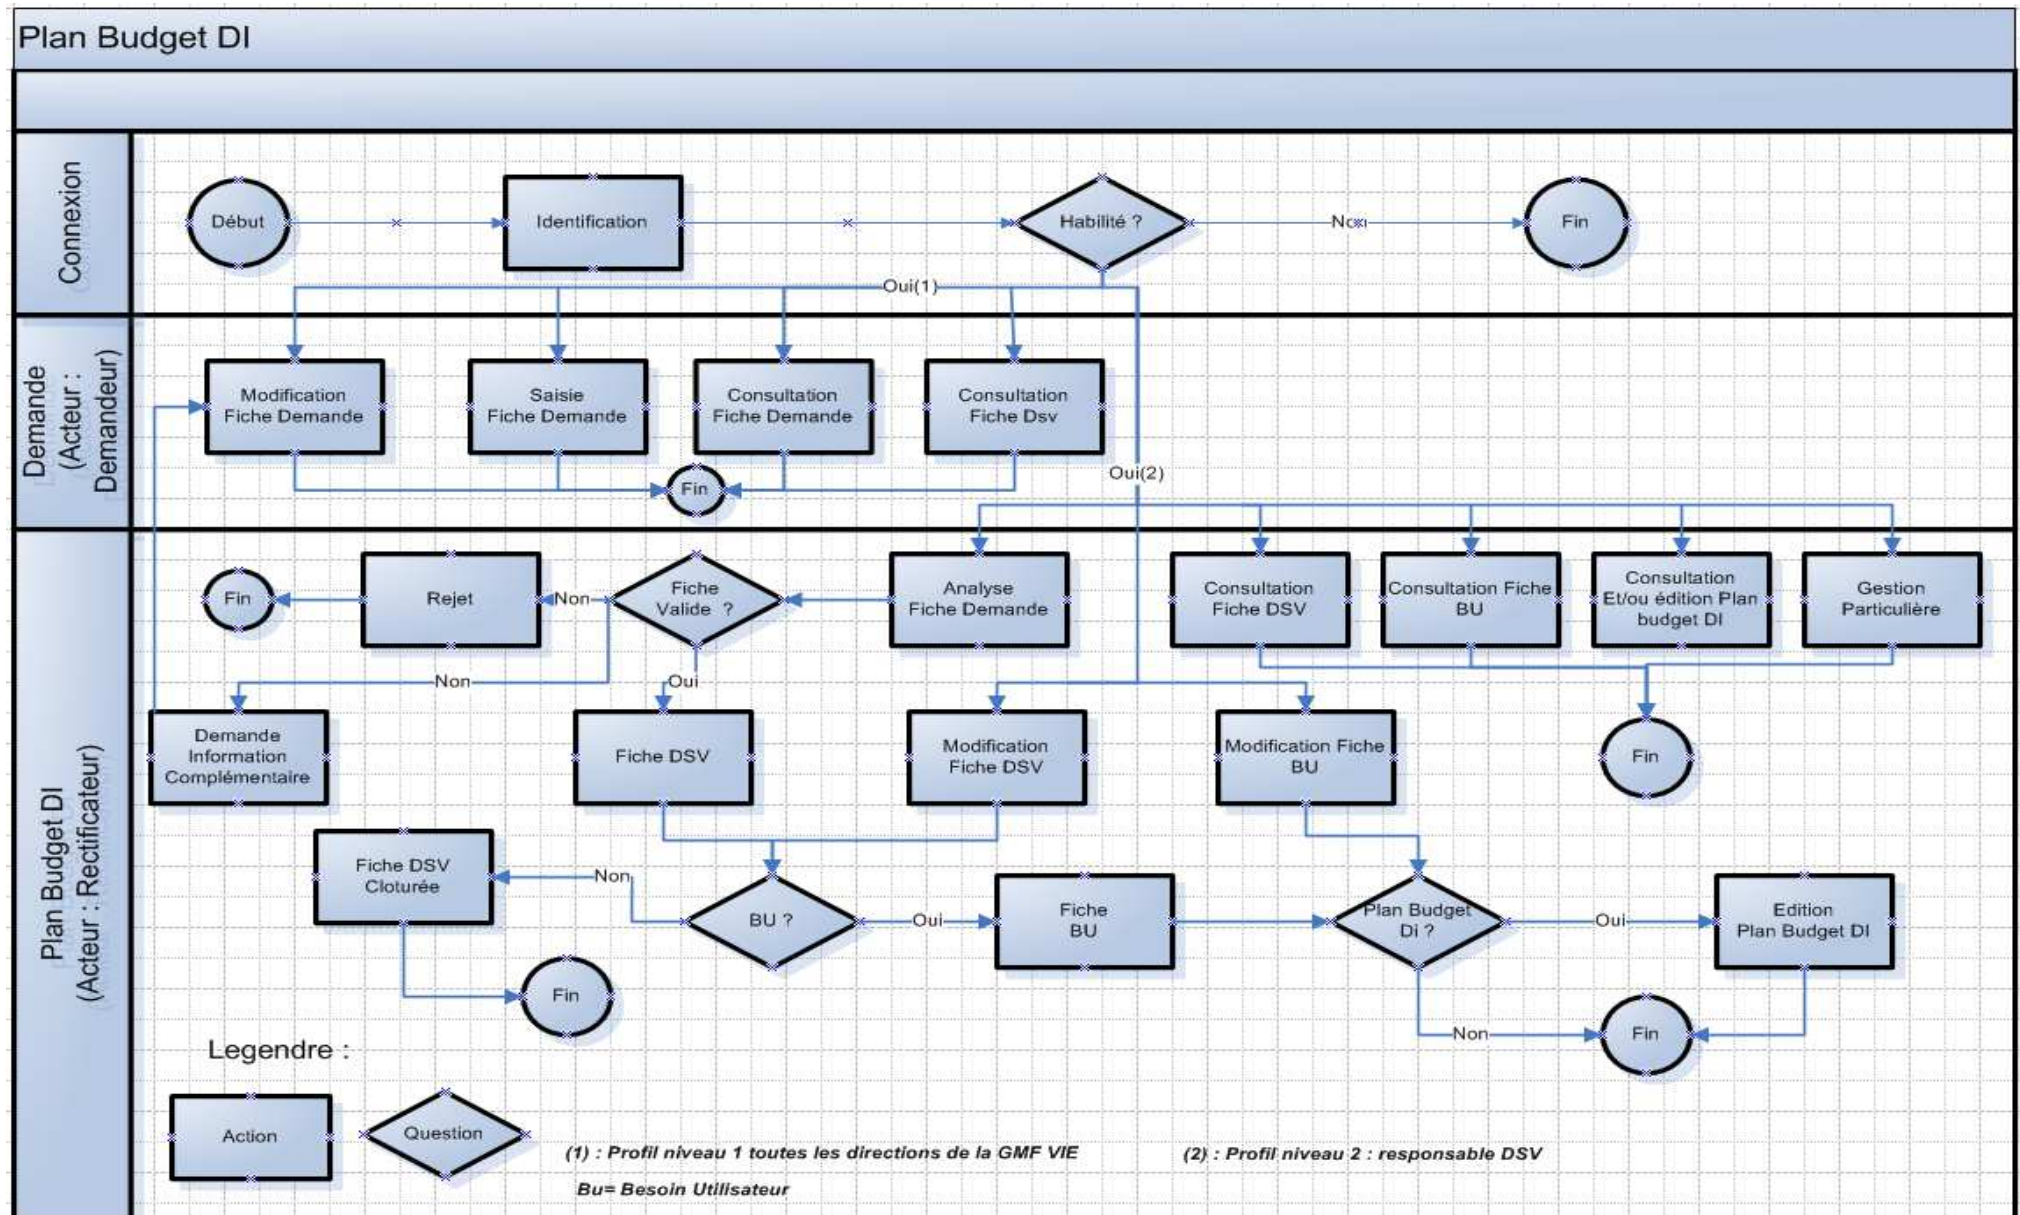 Plan Budget DI
Connexion
Début
Identification
Habilité ?
Non
Fin
Oui(1)
Demande
(Acteur :
Demandeur)
Modification
Fiche Demande
Saisie
Fiche Demande
Consultation
Fiche Demande
Consultation
Fiche Dsv
Fin
Oui(2)
Plan Budget DI
(Acteur : Rectificateur)
Fin
Rejet
Non
Fiche
Valide ?
Analyse
Fiche Demande
Consultation
Fiche DSV
Consultation Fiche
BU
Consultation
Et/ou édition Plan
budget DI
Gestion
Particulière
Non
Oui
Demande
Information
Complémentaire
Fiche DSV
Modification
Fiche DSV
Modification Fiche
BU
Fin
Fiche DSV
Cloturée
Non
BU ?
Oui
Fiche
BU
Plan Budget
Di ?
Oui
Edition
Plan Budget DI
Fin
Non
Fin
Legendre :
Action
Question
(1) : Profil niveau 1 toutes les directions de la GMF VIE
(2) : Profil niveau 2 : responsable DSV
Bu= Besoin Utilisateur